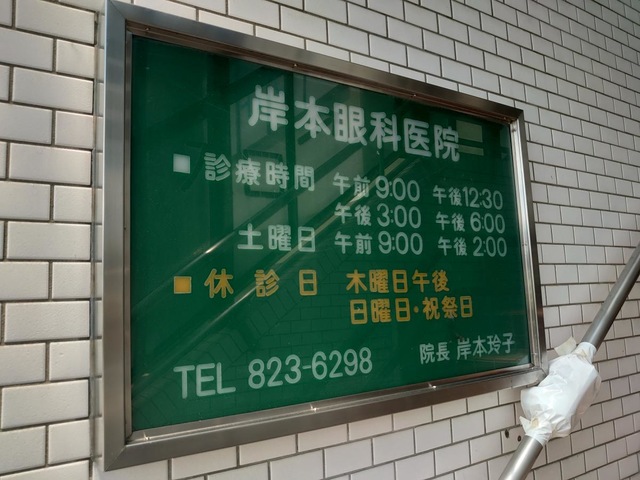 岸本眼科医院
■ 診療時間 午前 9:00 午後 12:30
午後 3:00 午後 6:00
土曜日 午前 9:00 午後 2:00
■ 休診日 木曜日午後
日曜日・祝祭日
TEL 823-6298 院長 岸本玲子